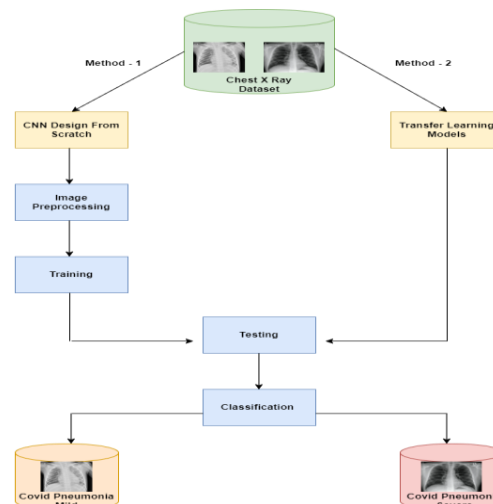 Method - 1
Method - 2
Chest X Ray
Dataset
CNN Design From
Scratch
Transfer Learning
Models
Image
Preprocessing
Training
Testing
Classification
Covid Pneumonia
Covid Pneumon